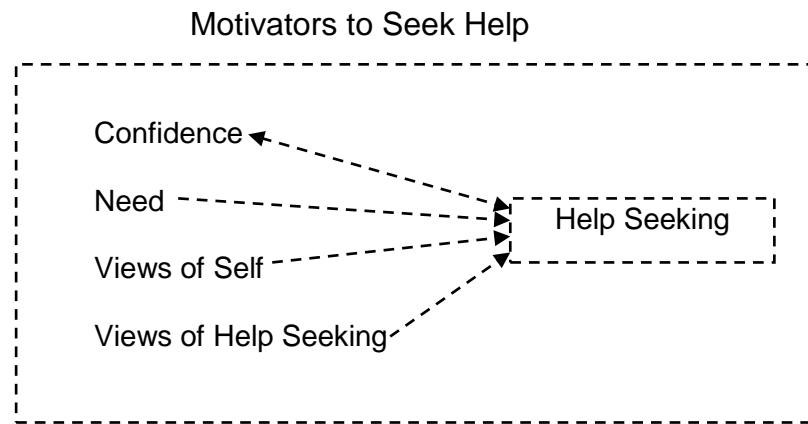 Motivators to Seek Help
Confidence
Need
Help Seeking
Views of Self
Views of Help Seeking